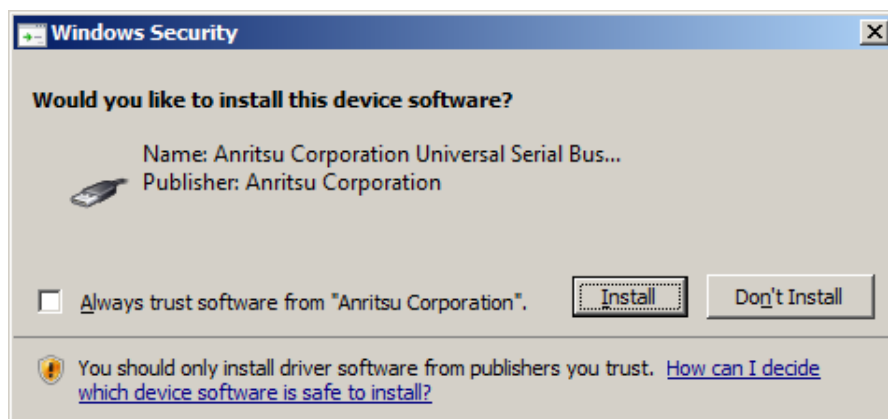 Windows Security
Would you like to install this device software?
Name: Anritsu Corporation Universal Serial Bus...
Publisher: Anritsu Corporation
Always trust software from "Anritsu Corporation".
Install
Don't Install
You should only install driver software from publishers you trust. How can I decide
which device software is safe to install?